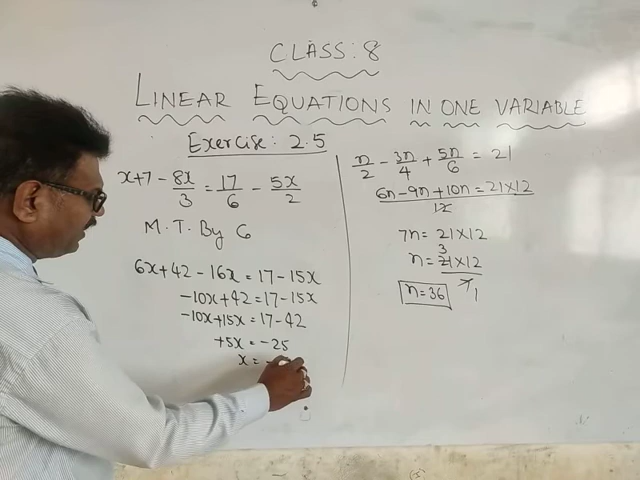 CLASS: 8
LINEAR EQUATIONS IN ONE VARIABLE
Exercise: 2.5
x+7 - 8x/3 = 17/6 - 5x/2
M.T. By 6
6x+42 - 16x = 17 - 15x
-10x+42 = 17 - 15x
-10x+15x = 17 - 42
+5x = -25
x = -
n/2 - 3n/4 + 5n/6 = 21
6n - 9n + 10n = 21×12
12
7n = 21×12
3
n = 21×12
7 1
n = 36